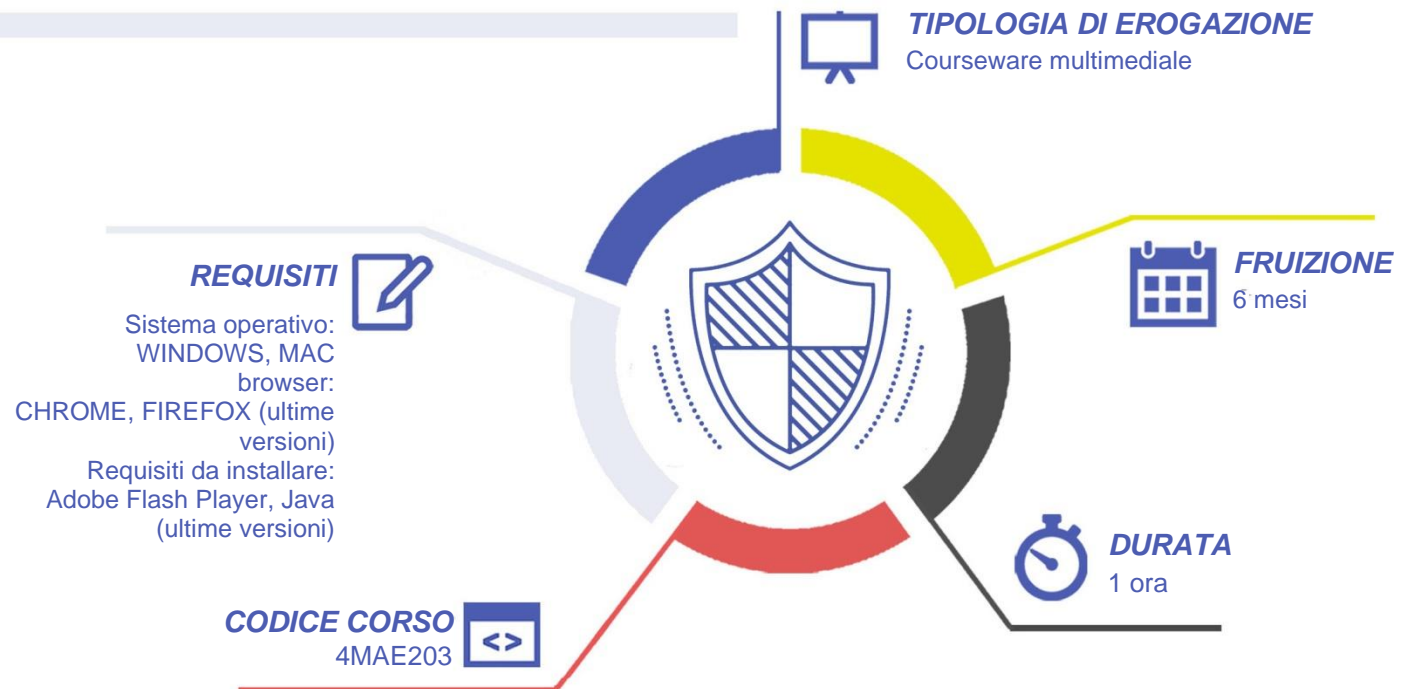 TIPOLOGIA DI EROGAZIONE
Courseware multimediale
REQUISITI
Sistema operativo:
WINDOWS, MAC
browser:
CHROME, FIREFOX (ultime
versioni)
Requisiti da installare:
Adobe Flash Player, Java
(ultime versioni)
FRUIZIONE
6 mesi
DURATA
1 ora
CODICE CORSO
4MAE203
<>